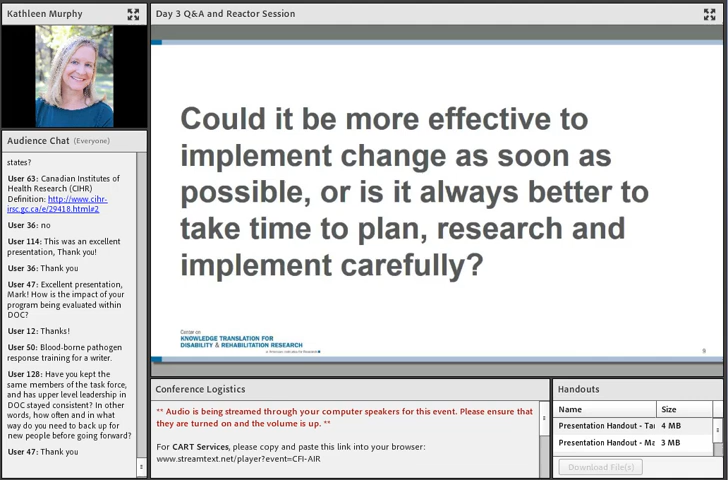 Kathleen Murphy
Day 3 Q&A and Reactor Session
Audience Chat (Everyone)
states?
User 63: Canadian Institutes of
Health Research (CIHR)
Definition: http://www.cihr-
irsc.gc.ca/e/29418.html#2
User 36: no
User 114: This was an excellent
presentation, Thank you!
User 36: Thank you
User 47: Excellent presentation,
Mark! How is the impact of your
program being evaluated within
DOC?
User 12: Thanks!
User 50: Blood-borne pathogen
response training for a writer.
User 128: Have you kept the
same members of the task force,
and has upper level leadership in
DOC stayed consistent? In other
words, how often and in what
way do you need to back up for
new people before going forward?
User 47: Thank you
Could it be more effective to
implement change as soon as
possible, or is it always better to
take time to plan, research and
implement carefully?
Center on
KNOWLEDGE TRANSLATION FOR
DISABILITY & REHABILITATION RESEARCH
9
Conference Logistics
** Audio is being streamed through your computer speakers for this event. Please ensure that
they are turned on and the volume is up. **
For CART Services, please copy and paste this link into your browser:
www.streamtext.net/player?event=CFI-AIR
Handouts
Name Size
Presentation Handout - Tai 4 MB
Presentation Handout - Ma 3 MB
Download File(s)